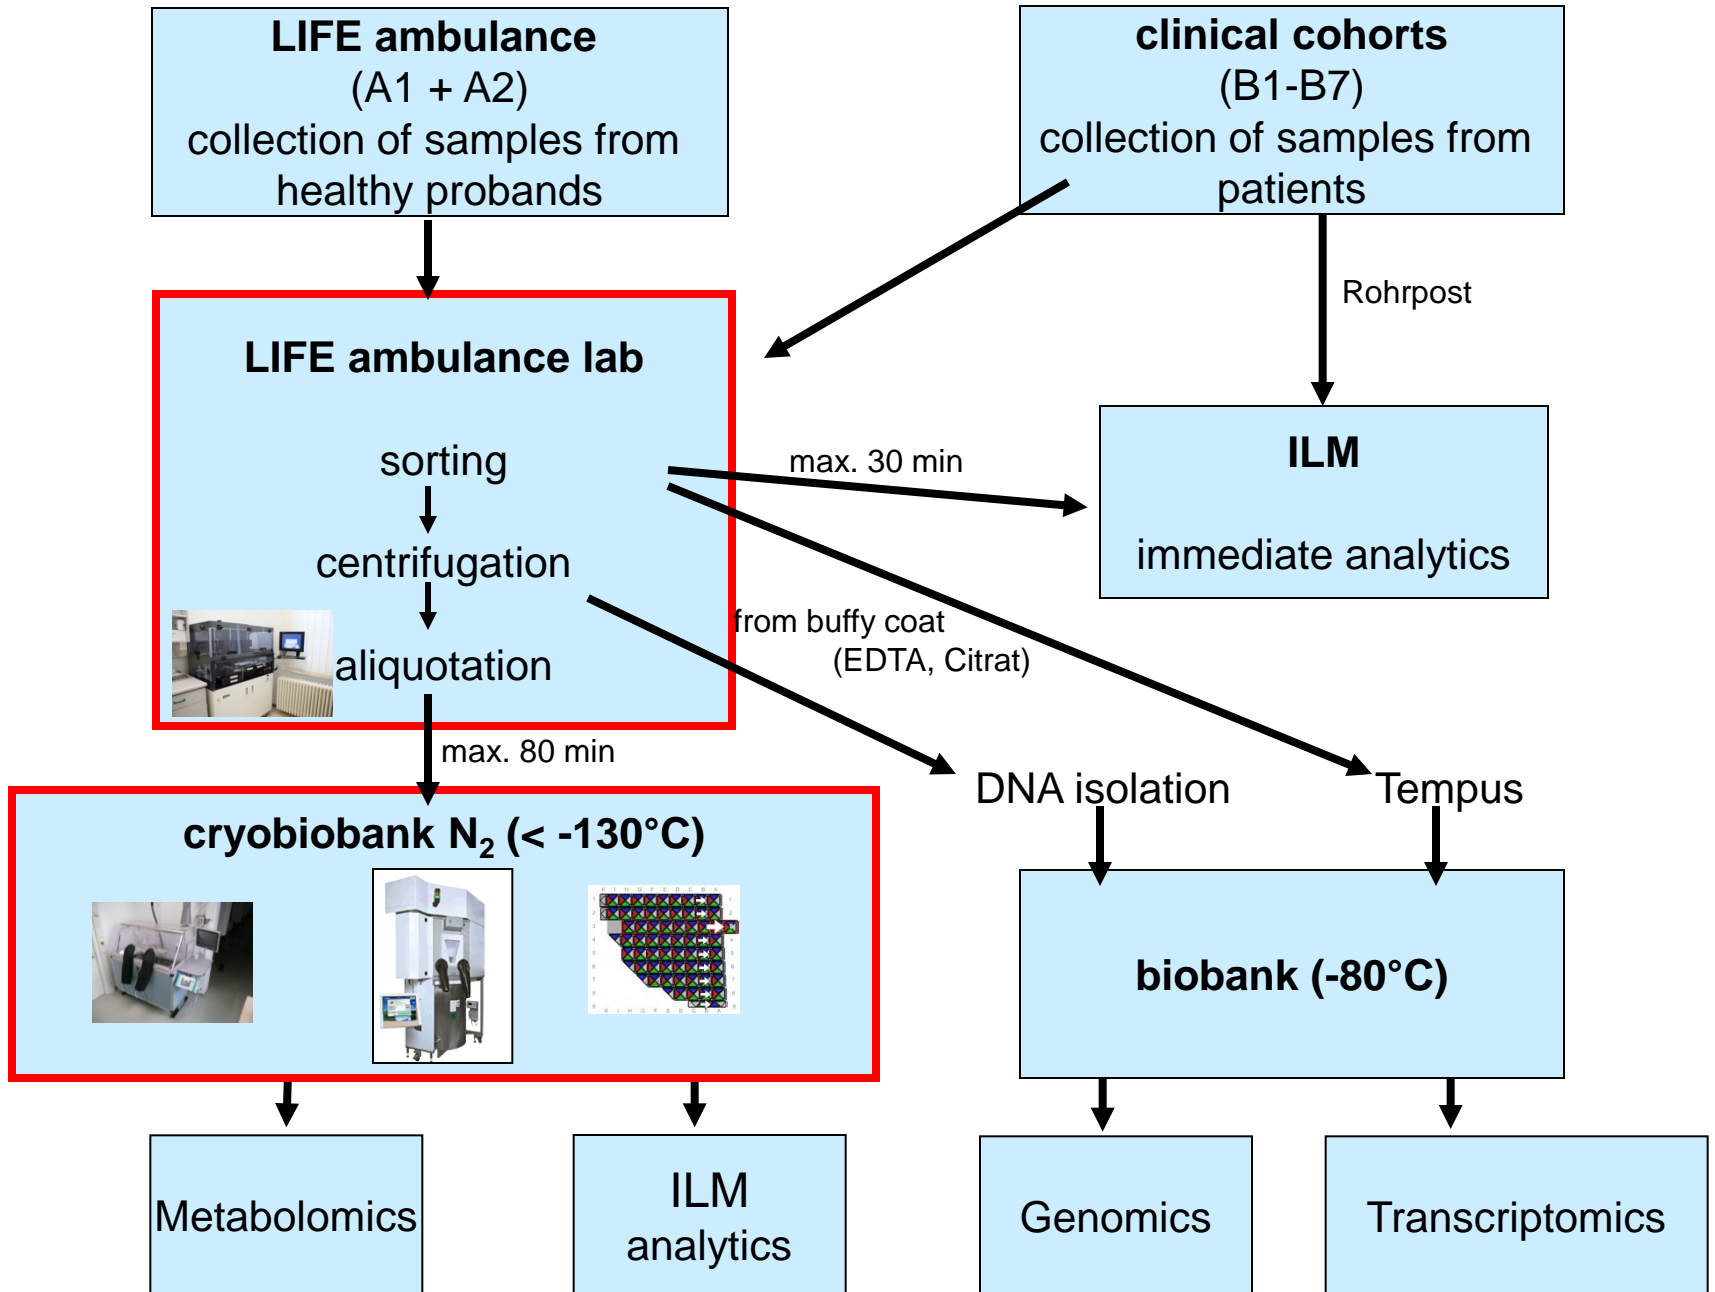 LIFE ambulance
(A1 + A2)
collection of samples from
healthy probands
clinical cohorts
(B1-B7)
collection of samples from
patients
Rohrpost
LIFE ambulance lab
sorting
centrifugation
aliquotation
max. 30 min
ILM
immediate analytics
from buffy coat
(EDTA, Citrat)
max. 80 min
DNA isolation
Tempus
cryobiobank N₂ (< -130°C)
biobank (-80°C)
Metabolomics
ILM
analytics
Genomics
Transcriptomics